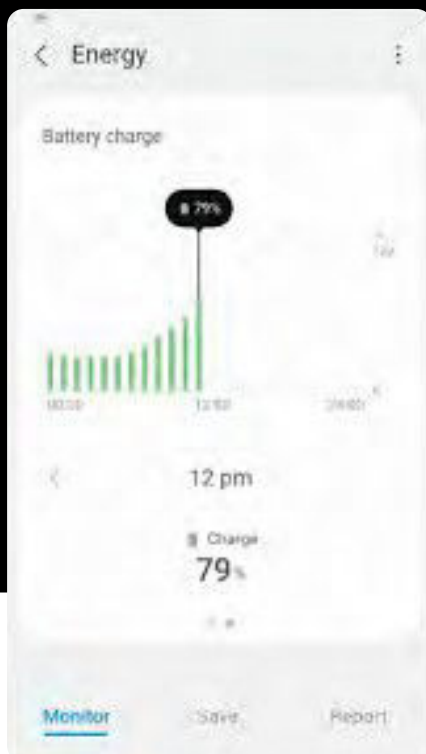 Energy
Battery charge
79%
00:00 12:00 24:00
12 pm
Charge
79%
Monitor Save Report